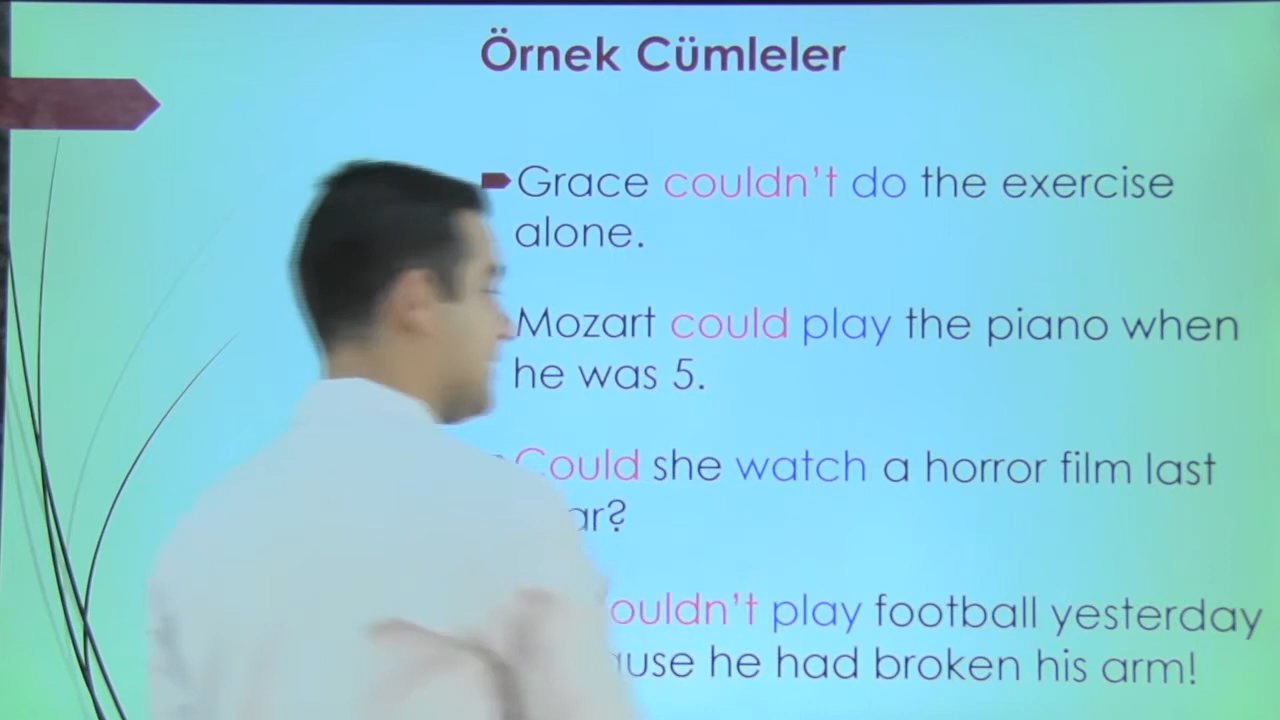 Örnek Cümleler
Grace couldn't do the exercise
alone.
Mozart could play the piano when
he was 5.
Could she watch a horror film last
he had broken his arm!
play football yesterday